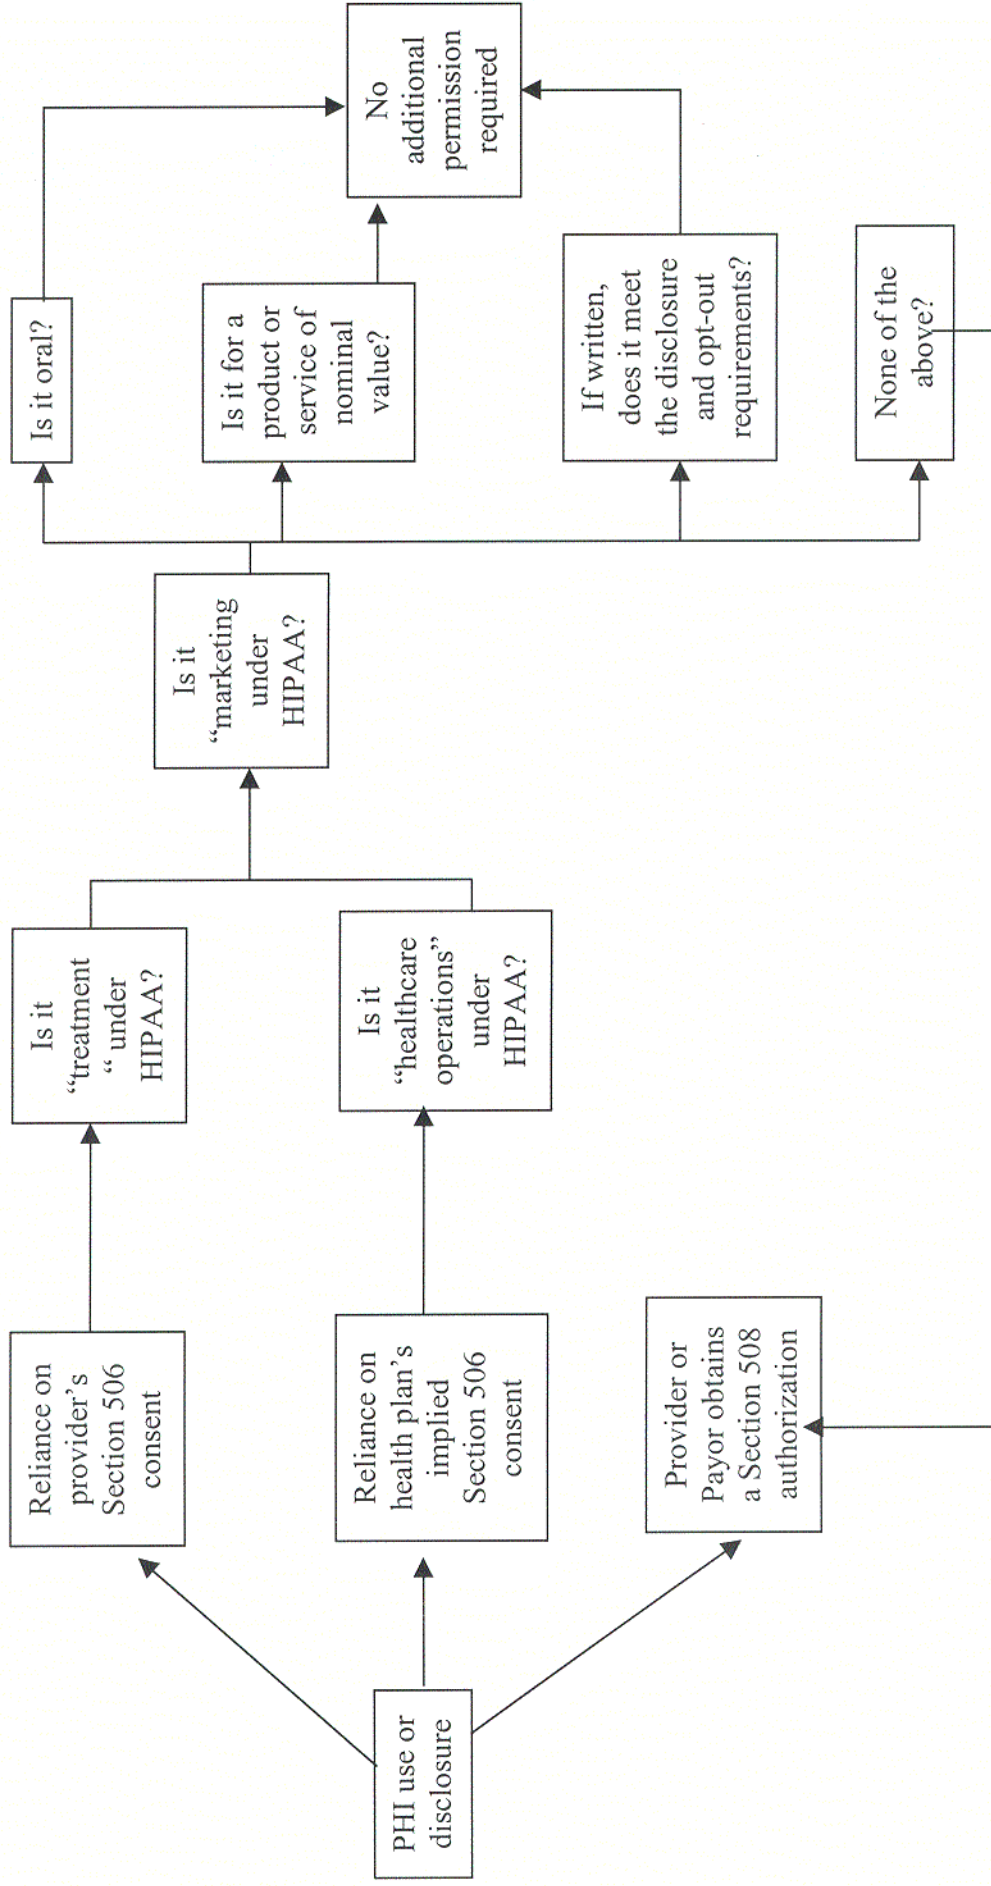 PHI use or
disclosure
Reliance on
provider's
Section 506
consent
Reliance on
health plan's
implied
Section 506
consent
Provider or
Payor obtains
a Section 508
authorization
Is it
“treatment
“ under
HIPAA?
Is it
“healthcare
operations”
under
HIPAA?
Is it
“marketing
under
HIPAA?
Is it oral?
Is it for a
product or
service of
nominal
value?
If written,
does it meet
the disclosure
and opt-out
requirements?
None of the
above?
No
additional
permission
required